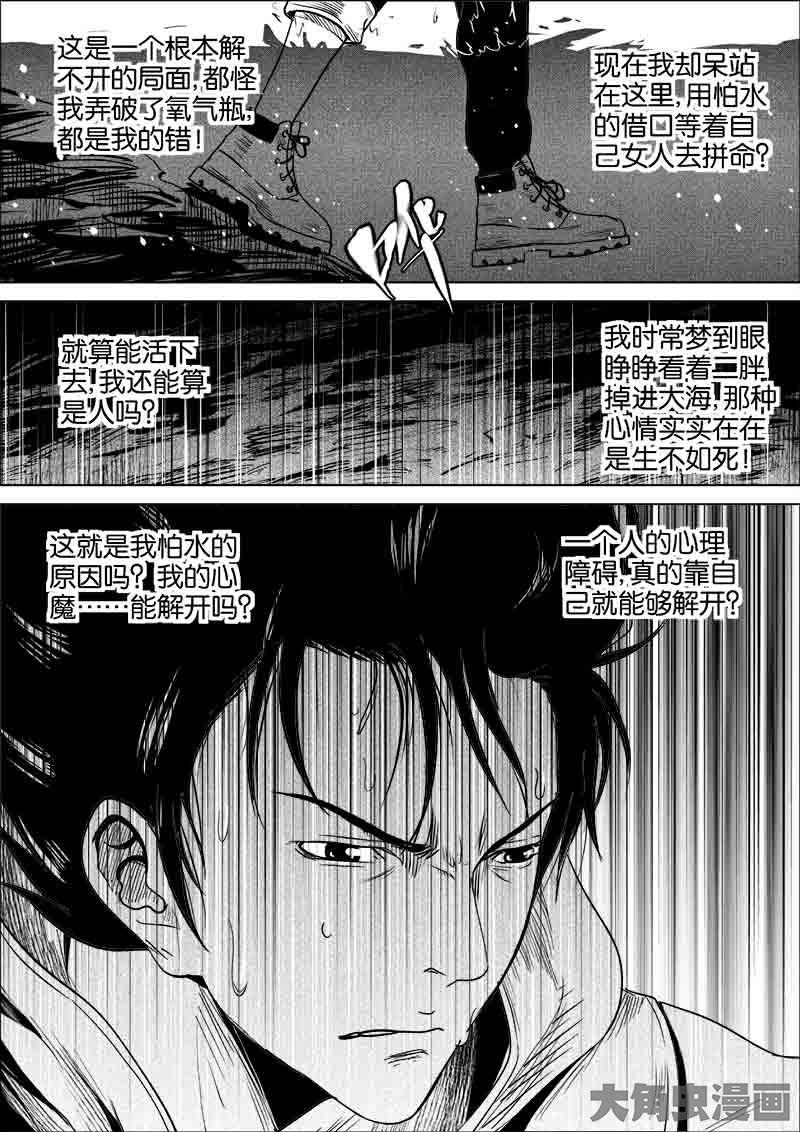 这是一个根本解
不开的局面,都怪
我弄破了氧气瓶,
都是我的错!
现在我却呆站
在这里,用怕水
的借口等着自
己女人去拼命?
就算能活下
去,我还能算
是人吗?
我时常梦到眼
睁睁看着二胖
掉进大海,那种
心情实实在在
是生不如死!
这就是我怕水的
原因吗?我的心
魔……能解开吗?
一个人的心理
障碍,真的靠自
己就能够解开?
大角虫漫画